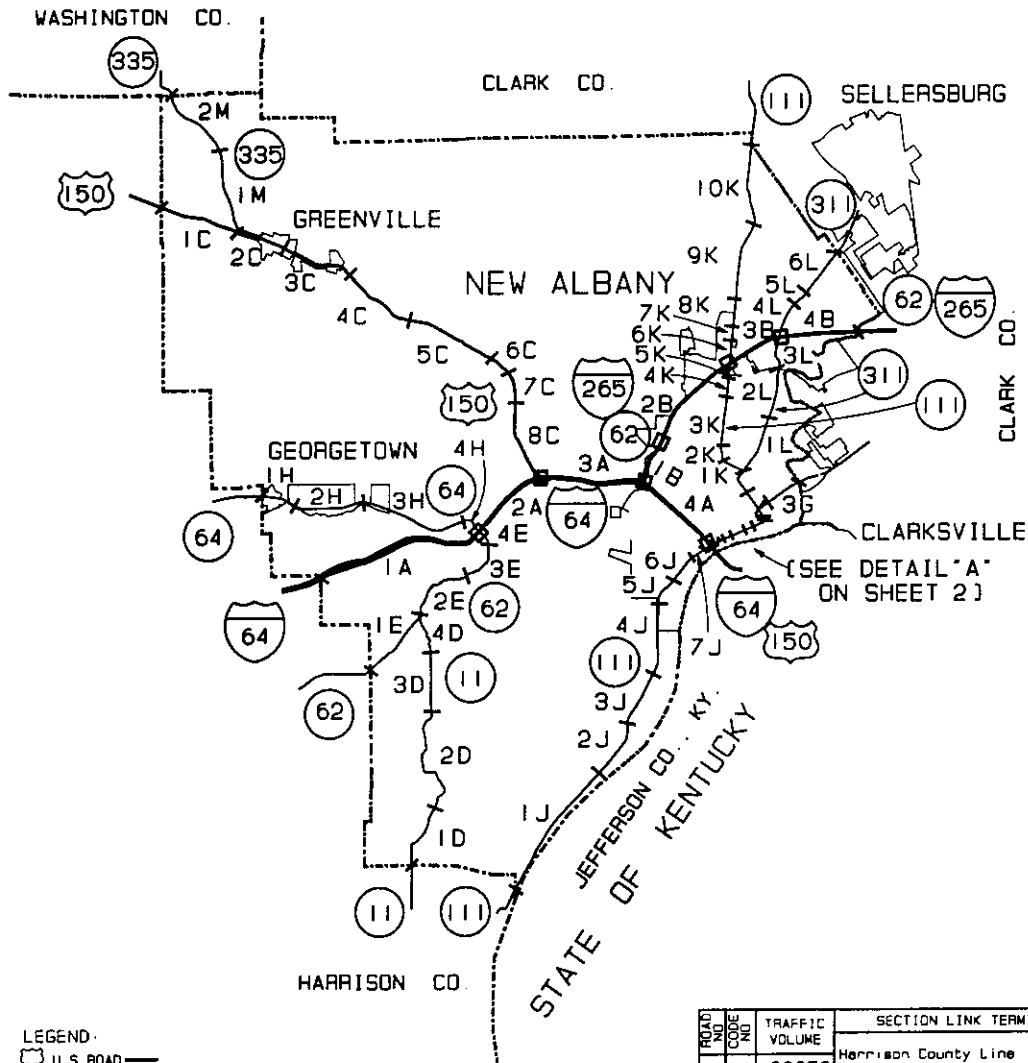 WASHINGTON CO.
335
CLARK CO.
111
SELLERSBURG
2M
335
150
1M
10K
311
GREENVILLE
1C
2C
3C
6L
NEW ALBANY
9K
5L
62
265
4C
7K
8K
4L
6K
3B
4B
5C
6C
5K
3L
265
4K
311
CLARK CO.
7C
150
2B
2L
62
3K
111
GEORGETOWN
4H
8C
2K
1L
1H
64
3A
1B
1K
2H
3H
2A
4A
3G
64
4E
64
CLARKSVILLE
1A
3E
6J
(SEE DETAIL "A"
ON SHEET 2)
2E
62
5J
64
1E
64
4D
4J
7J
150
11
111
3D
62
3J
2D
2J
JEFFERSON CO., KY.
STATE OF KENTUCKY
1J
1D
11
111
HARRISON CO.
LEGEND.
U.S. ROAD
ROAD NO
CODE NO
TRAFFIC VOLUME
SECTION LINK TERM
Harrison County Line